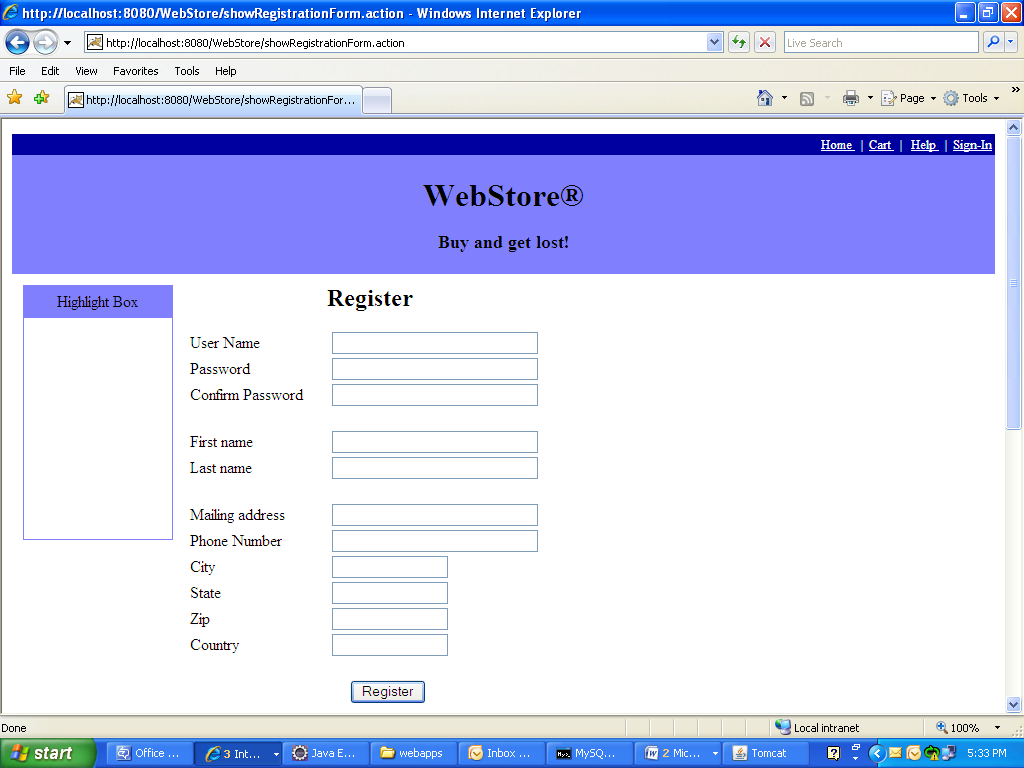 http://localhost:8080/WebStore/showRegistrationForm.action - Windows Internet Explorer
http://localhost:8080/WebStore/showRegistrationForm.action
Live Search
File Edit View Favorites Tools Help
http://localhost:8080/WebStore/showRegistrationFor...
Page Tools »
Home | Cart | Help | Sign-In
WebStore®
Buy and get lost!
Highlight Box
Register
User Name
Password
Confirm Password
First name
Last name
Mailing address
Phone Number
City
State
Zip
Country
Register
Done Local intranet 100%
start Office ... 3 Int... Java E... webapps Inbox ... MySQ... 2 Mic... Tomcat 5:33 PM